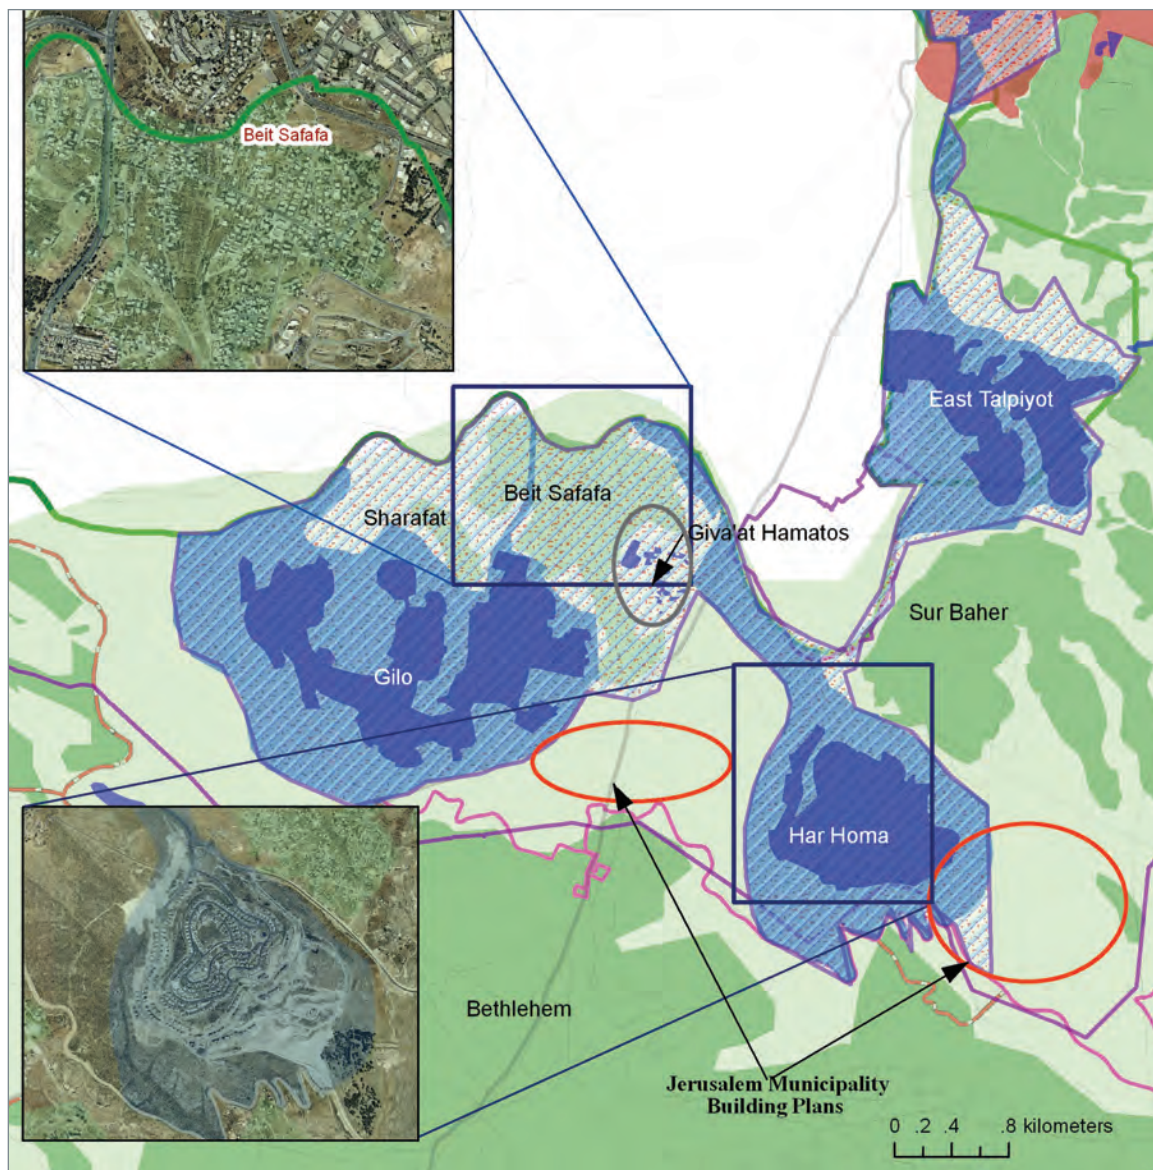 Beit Safafa
East Talpiyot
Beit Safafa
Sharafat
Giva'at Hamatos
Sur Baher
Gilo
Har Homa
Bethlehem
Jerusalem Municipality
Building Plans
0 .2 .4 .8 kilometers